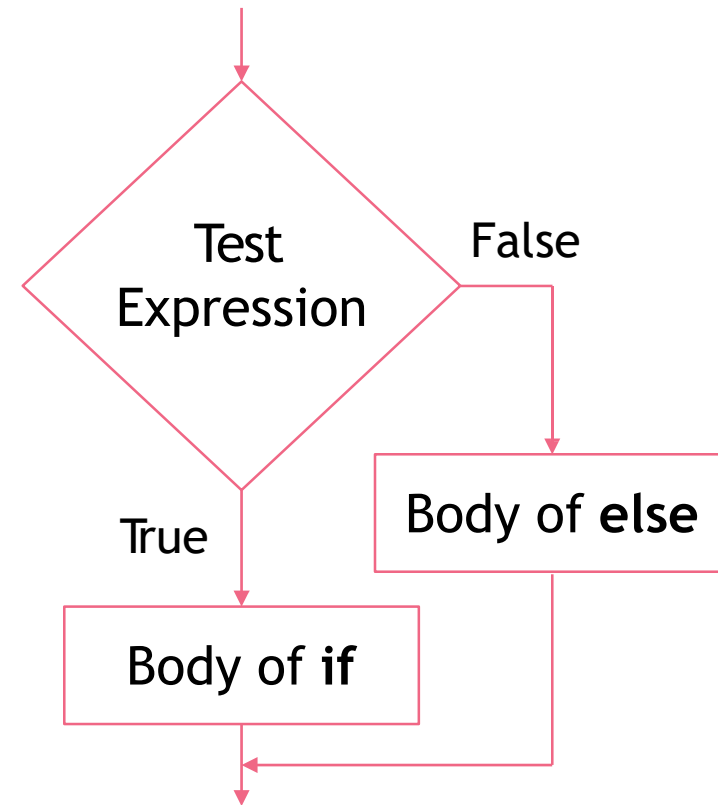 Test
Expression
False
True
Body of else
Body of if